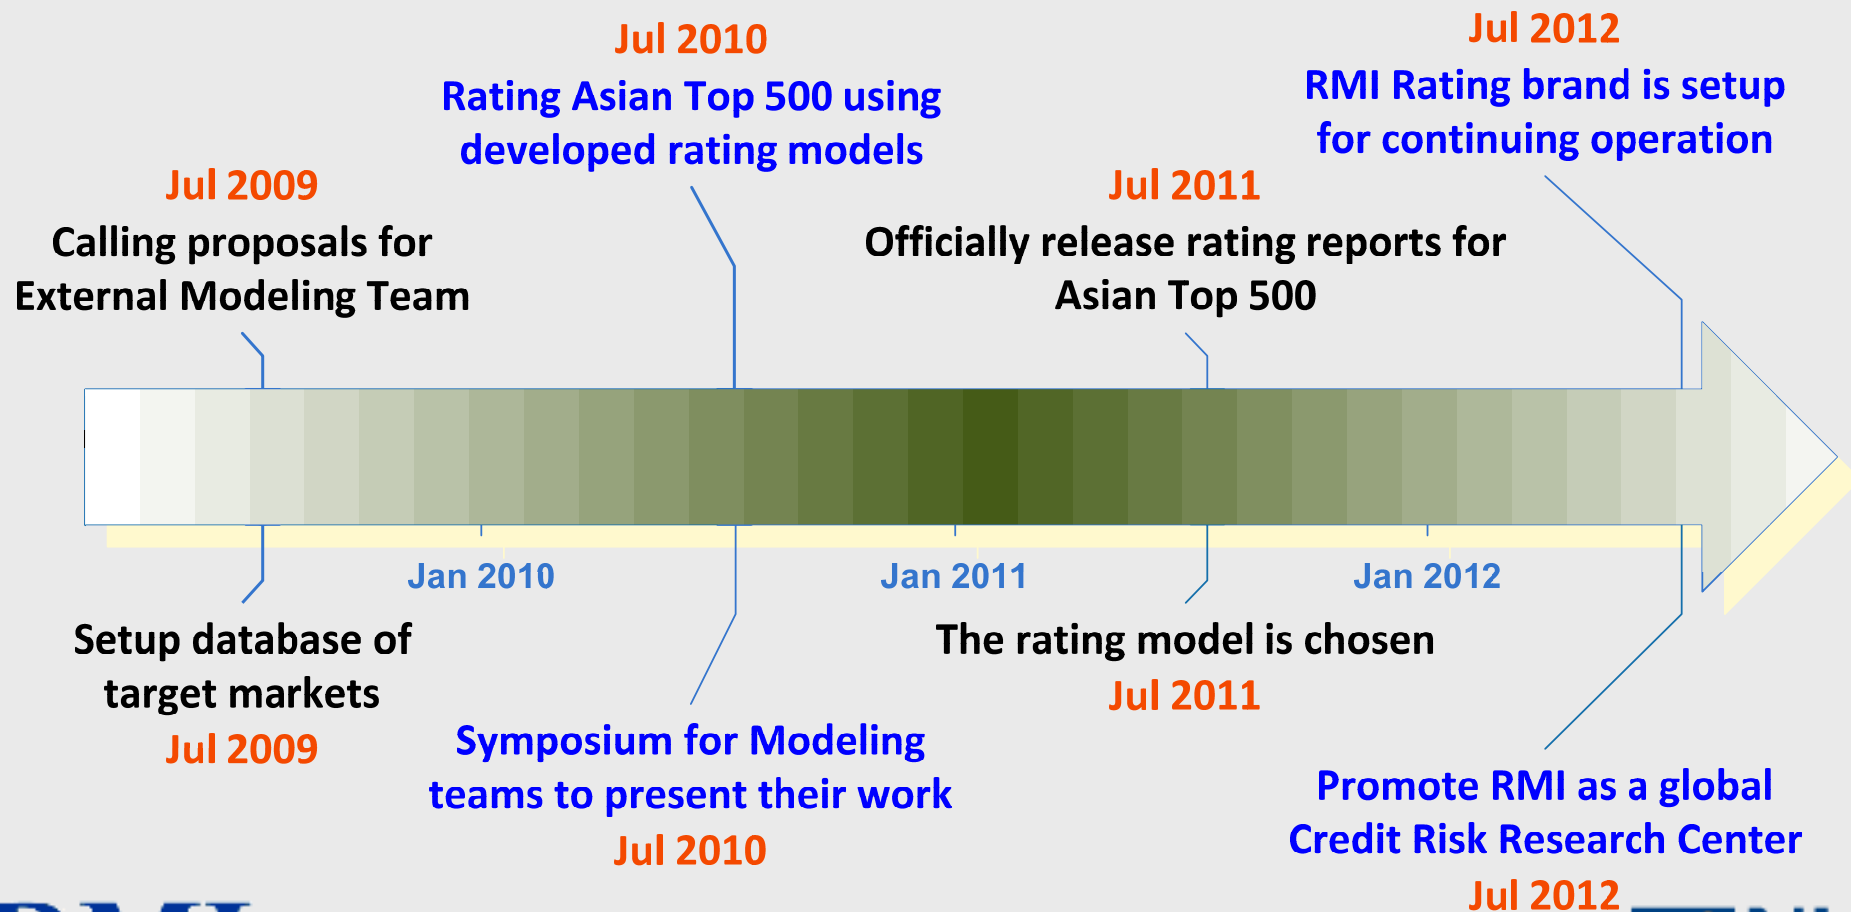 Jul 2010
Rating Asian Top 500 using
developed rating models
Jul 2012
RMI Rating brand is setup
for continuing operation
Jul 2009
Calling proposals for
External Modeling Team
Jul 2011
Officially release rating reports for
Asian Top 500
Jan 2010
Jan 2011
Jan 2012
Setup database of
target markets
Jul 2009
Symposium for Modeling
teams to present their work
Jul 2010
The rating model is chosen
Jul 2011
Promote RMI as a global
Credit Risk Research Center
Jul 2012